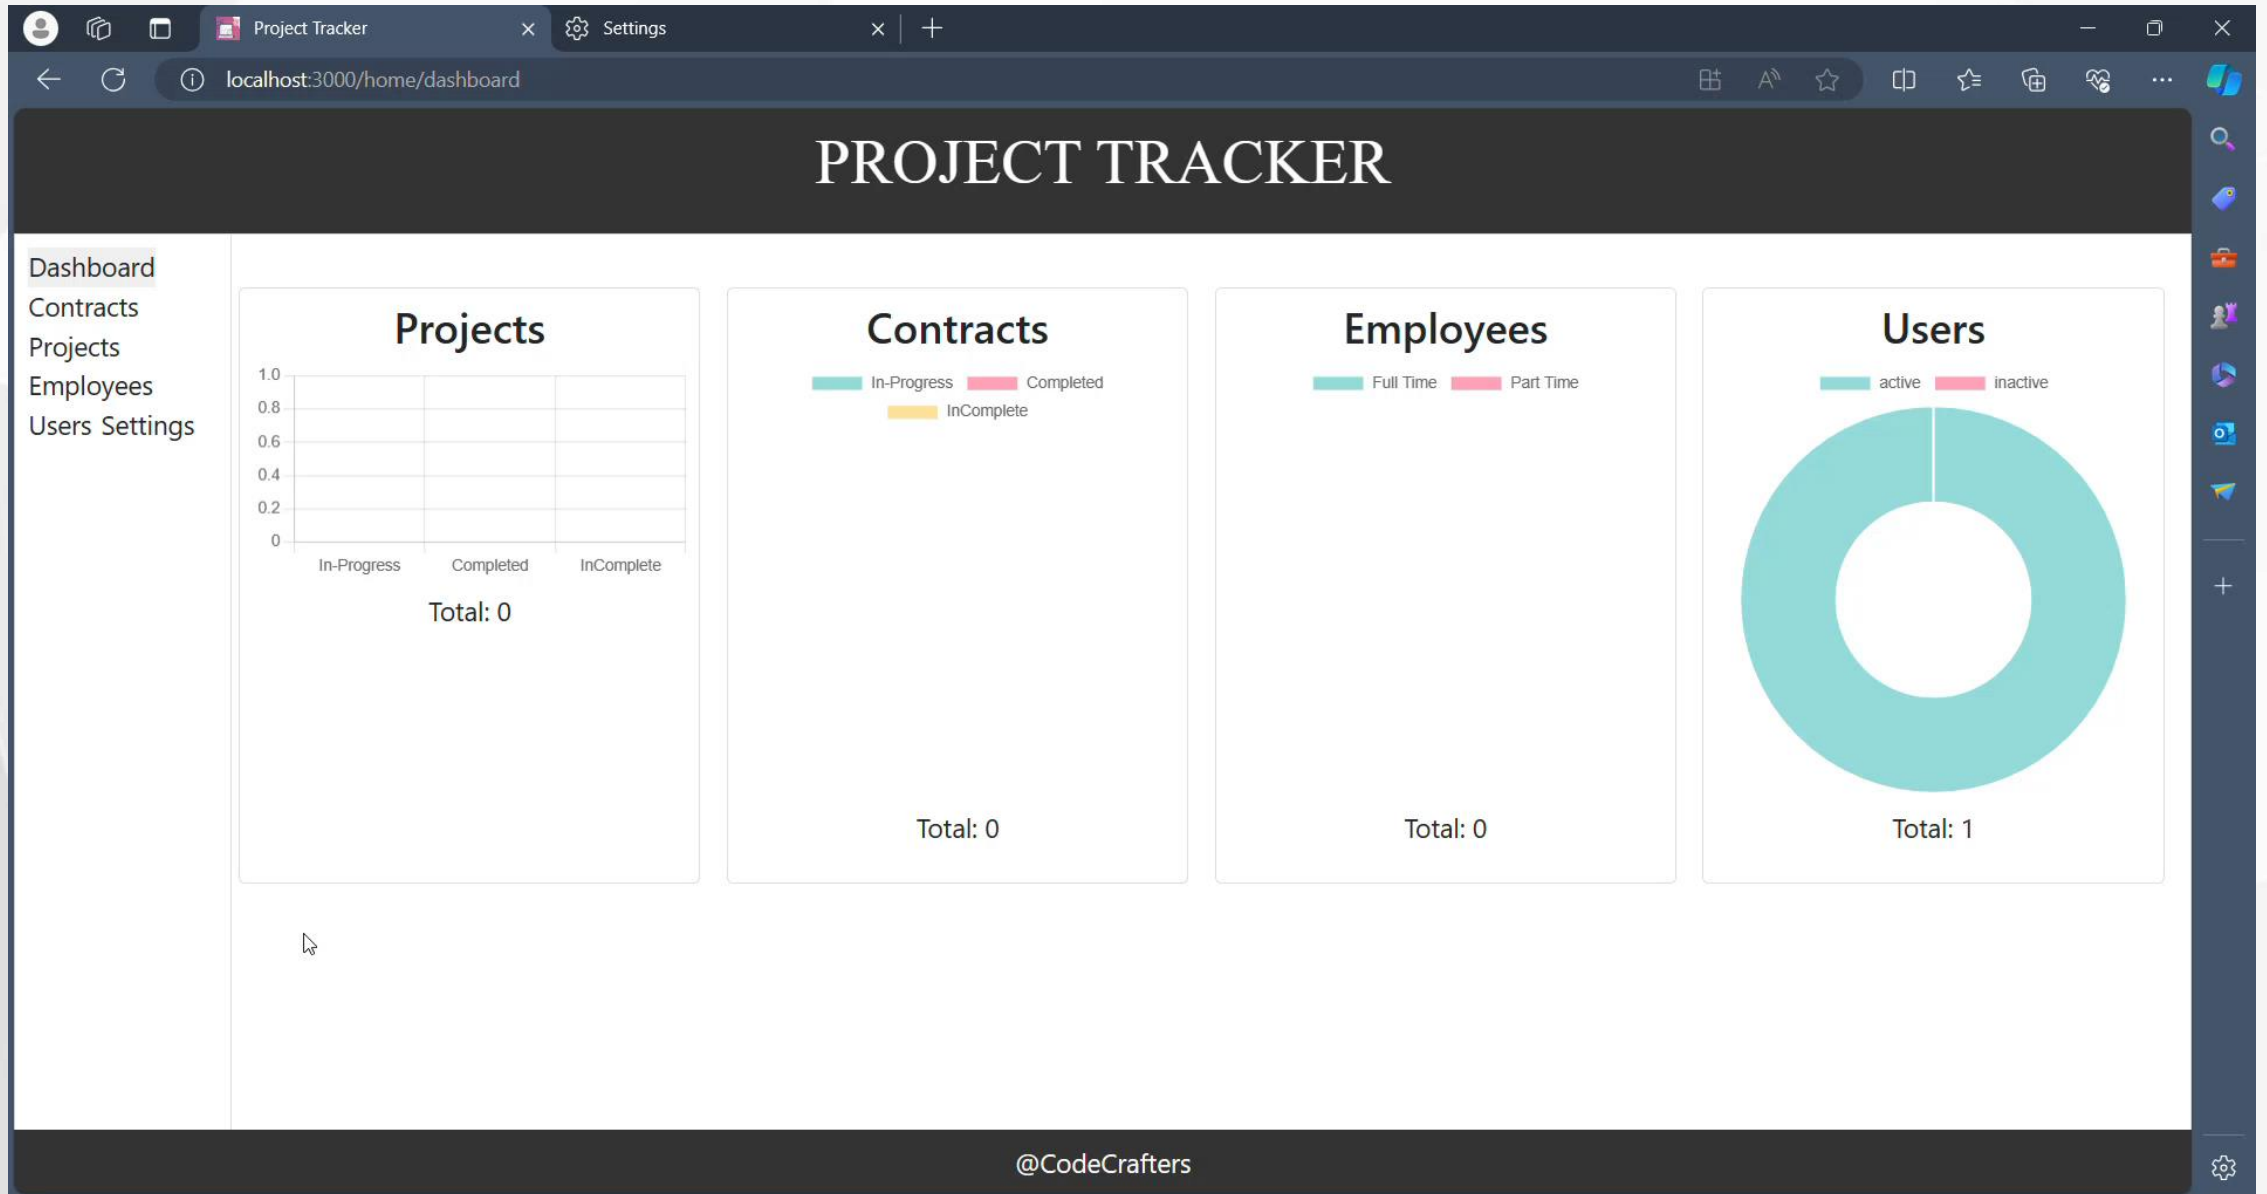 Project Tracker
Settings
localhost:3000/home/dashboard
PROJECT TRACKER
Dashboard
Contracts
Projects
Employees
Users Settings
Projects
1.0
0.8
0.6
0.4
0.2
0
In-Progress Completed InComplete
Total: 0
Contracts
In-Progress Completed
InComplete
Total: 0
Employees
Full Time Part Time
Total: 0
Users
active inactive
Total: 1
@CodeCrafters